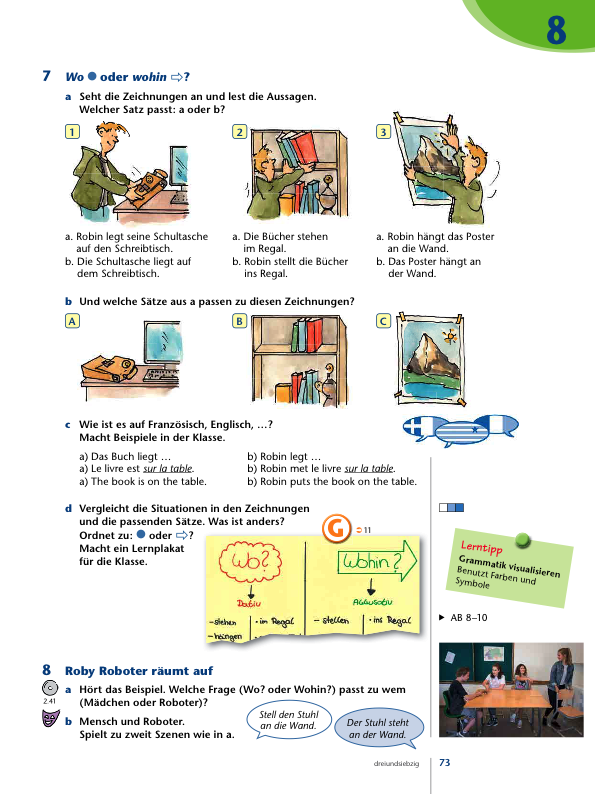 8
7 Wo oder wohin ?
a Seht die Zeichnungen an und lest die Aussagen.
Welcher Satz passt: a oder b?
1
2
3
a. Robin legt seine Schultasche
auf den Schreibtisch.
b. Die Schultasche liegt auf
dem Schreibtisch.
a. Die Bücher stehen
im Regal.
b. Robin stellt die Bücher
ins Regal.
a. Robin hängt das Poster
an die Wand.
b. Das Poster hängt an
der Wand.
b Und welche Sätze aus a passen zu diesen Zeichnungen?
A
B
C
c Wie ist es auf Französisch, Englisch, …?
Macht Beispiele in der Klasse.
a) Das Buch liegt …
a) Le livre est sur la table.
a) The book is on the table.
b) Robin legt …
b) Robin met le livre sur la table.
b) Robin puts the book on the table.
d Vergleicht die Situationen in den Zeichnungen
und die passenden Sätze. Was ist anders?
Ordnet zu: oder ?
Macht ein Lernplakat
für die Klasse.
G 11
Wo?
Wohin?
Dativ
Akkusativ
– stehen
– hängen
• im Regal
– stellen
• ins Regal
Lerntipp
Grammatik visualisieren
Benutzt Farben und
Symbole
AB 8–10
8 Roby Roboter räumt auf
2.41
a Hört das Beispiel. Welche Frage (Wo? oder Wohin?) passt zu wem
(Mädchen oder Roboter)?
b Mensch und Roboter.
Spielt zu zweit Szenen wie in a.
Stell den Stuhl
an die Wand.
Der Stuhl steht
an der Wand.
dreiundsiebzig 73